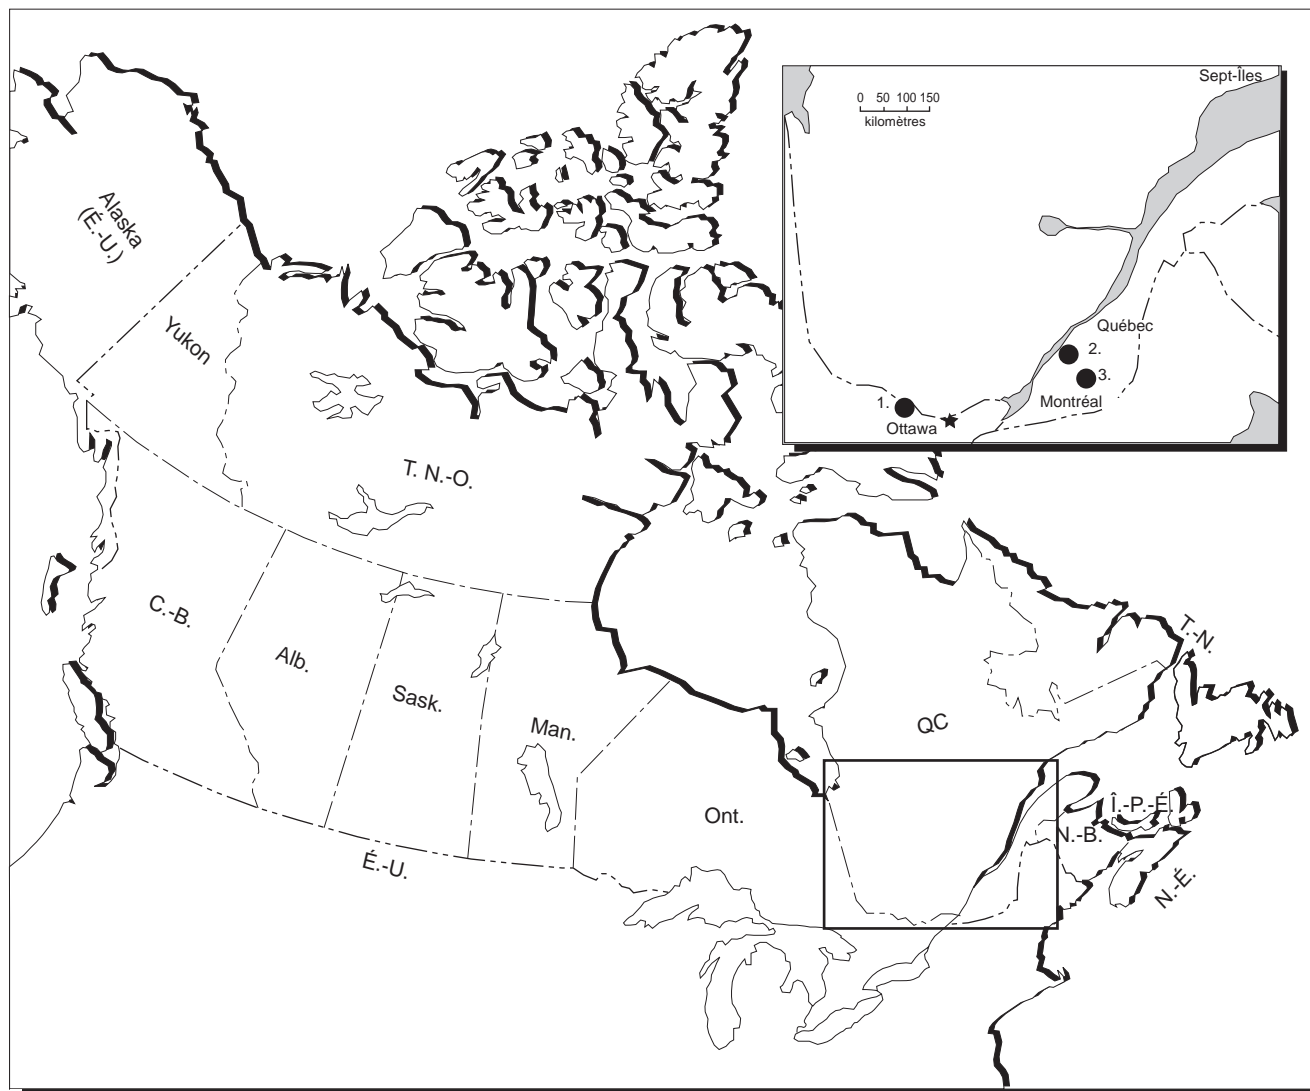 Sept-Îles
0 50 100 150
kilomètres
Alaska
(É.-U.)
Yukon
Québec
2.
3.
1.
Montréal
Ottawa
T. N.-O.
C.-B.
Alb.
Sask.
Man.
T.-N.
QC
Ont.
Î.-P.-É.
N.-B.
É.-U.
N.-É.